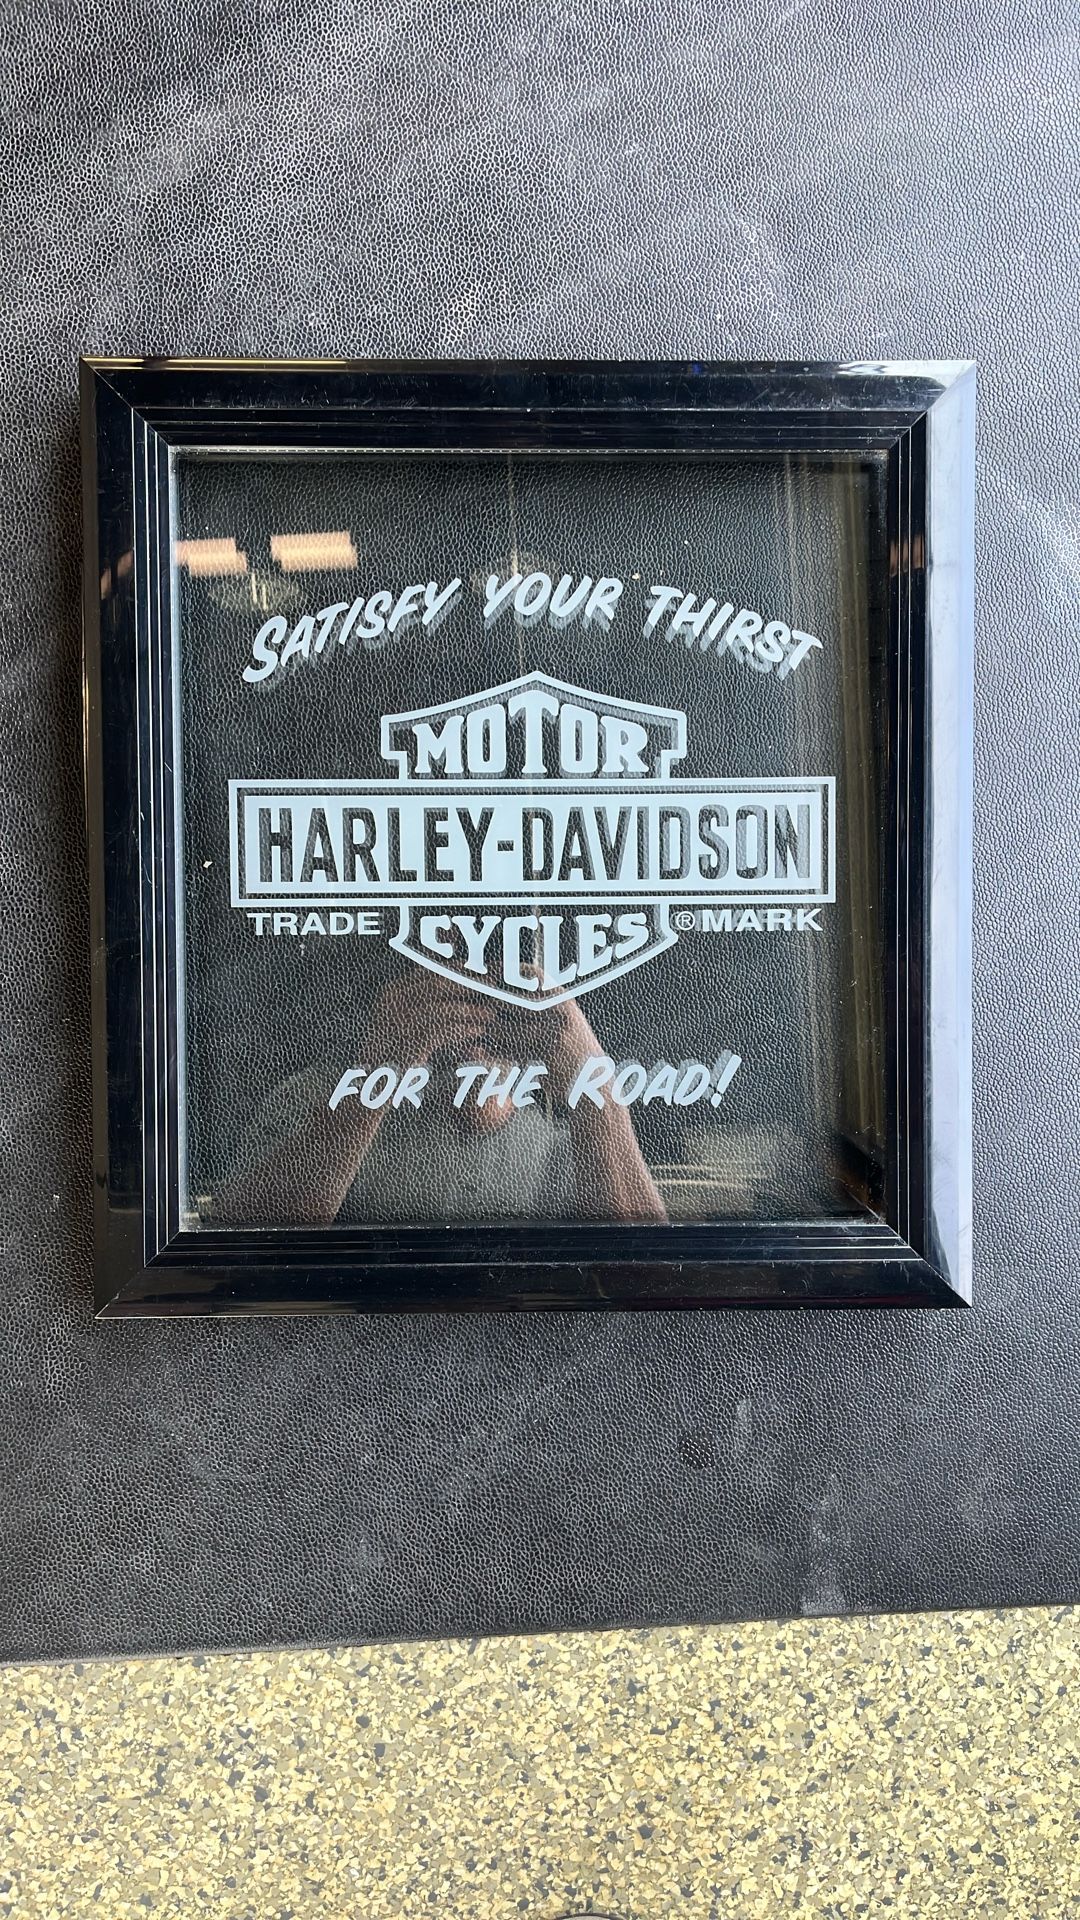 SATISFY YOUR THIRST
MOTOR
HARLEY-DAVIDSON
TRADE CYCLES ® MARK
FOR THE ROAD!